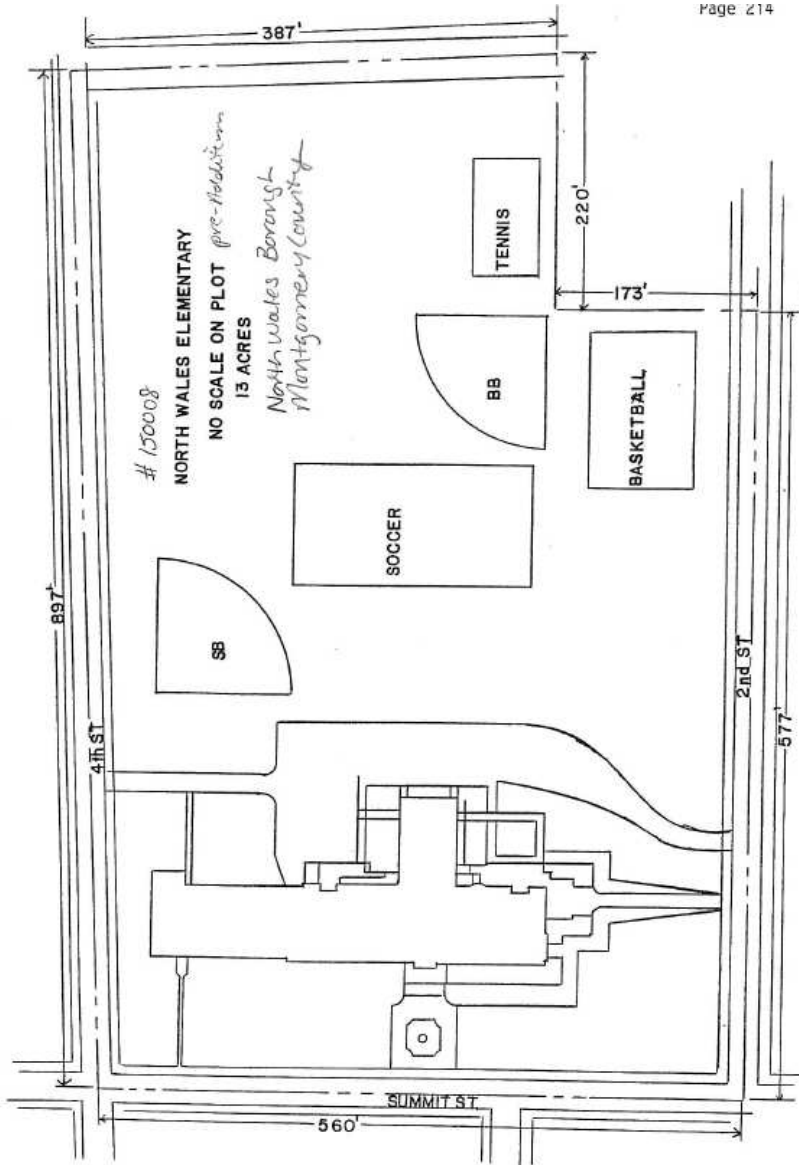 Page 214
387'
# 150008
NORTH WALES ELEMENTARY
NO SCALE ON PLOT pre-Addition
13 ACRES
North Wales Borough
Montgomery County
TENNIS
220'
173'
BB
BASKETBALL
SOCCER
SB
897'
4th ST
2nd ST
577'
SUMMIT ST.
560'